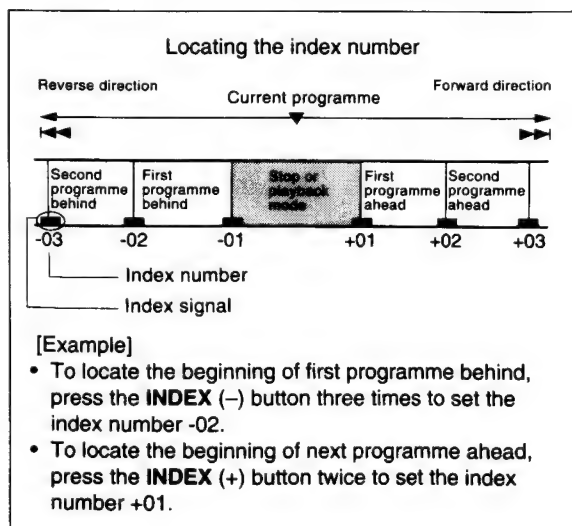 Locating the index number
Reverse direction
Forward direction
Current programme
Second
programme
behind
First
programme
behind
Stop or
playback
mode
First
programme
ahead
Second
programme
ahead
-03
-02
-01
+01
+02
+03
Index number
Index signal
[Example]
• To locate the beginning of first programme behind,
press the INDEX (–) button three times to set the
index number -02.
• To locate the beginning of next programme ahead,
press the INDEX (+) button twice to set the index
number +01.